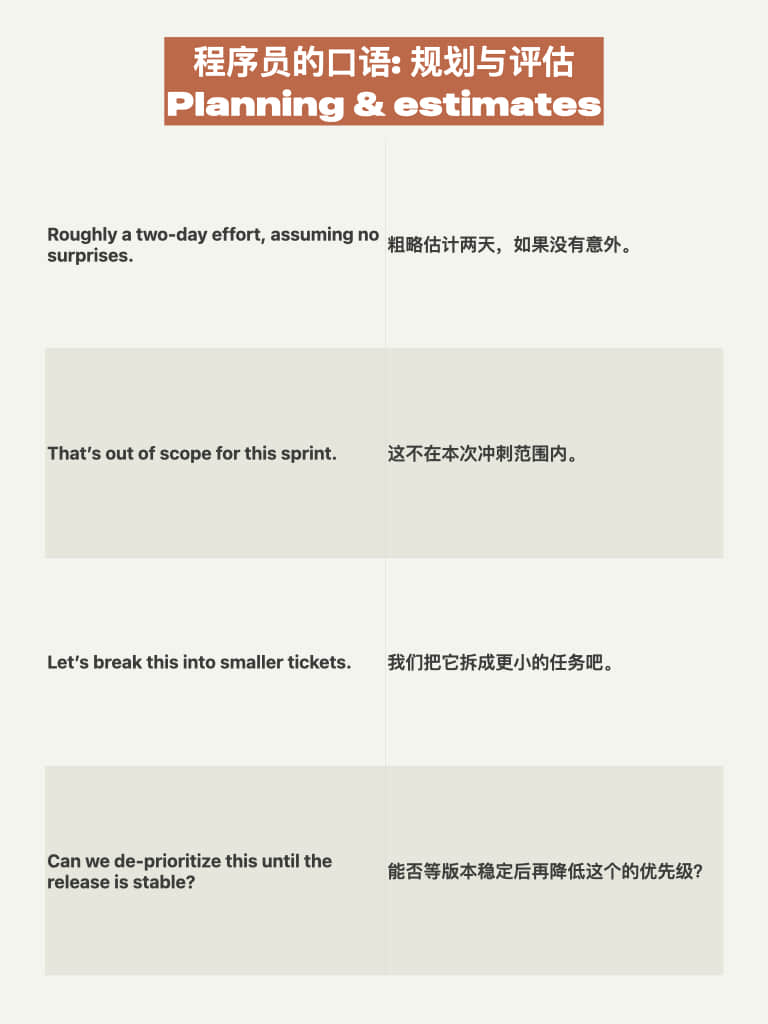 程序员的口语: 规划与评估
Planning & estimates
Roughly a two-day effort, assuming no
surprises.
粗略估计两天，如果没有意外。
That’s out of scope for this sprint.
这不在本次冲刺范围内。
Let’s break this into smaller tickets.
我们把它拆成更小的任务吧。
Can we de-prioritize this until the
release is stable?
能否等版本稳定后再降低这个的优先级？